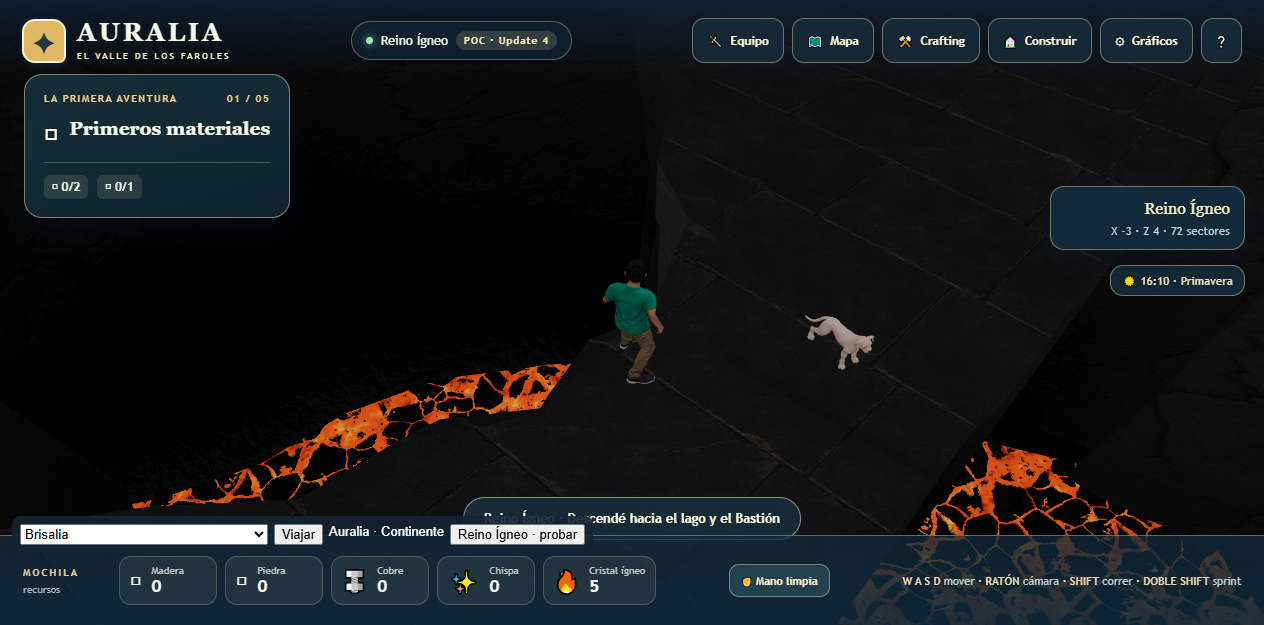 AURALIA
EL VALLE DE LOS FAROLES
Reino Ígneo POC · Update 4
Equipo
Mapa
Crafting
Construir
Gráficos
?
LA PRIMERA AVENTURA 01 / 05
Primeros materiales
0/2 0/1
Reino Ígneo
X -3 · Z 4 · 72 sectores
16:10 · Primavera
Reino Ígneo · Descendé hacia el lago y el Bastión
Brisalia Viajar Auralia · Continente Reino Ígneo · probar
MOCHILA
recursos
Madera
0
Piedra
0
Cobre
0
Chispa
0
Cristal ígneo
5
Mano limpia
W A S D mover · RATÓN cámara · SHIFT correr · DOBLE SHIFT sprint